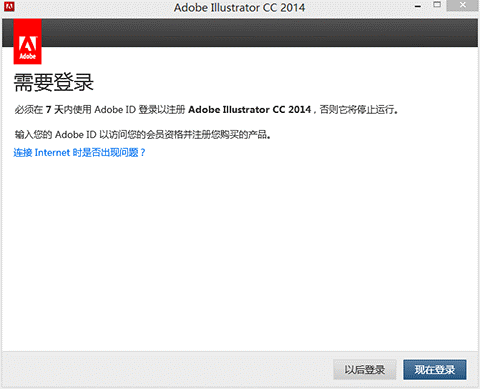 Adobe Illustrator CC 2014
Adobe
需要登录
必须在 7 天内使用 Adobe ID 登录以注册 Adobe Illustrator CC 2014，否则它将停止运行。
输入您的 Adobe ID 以访问您的会员资格并注册您购买的产品。
连接 Internet 时是否出现问题？
以后登录 现在登录